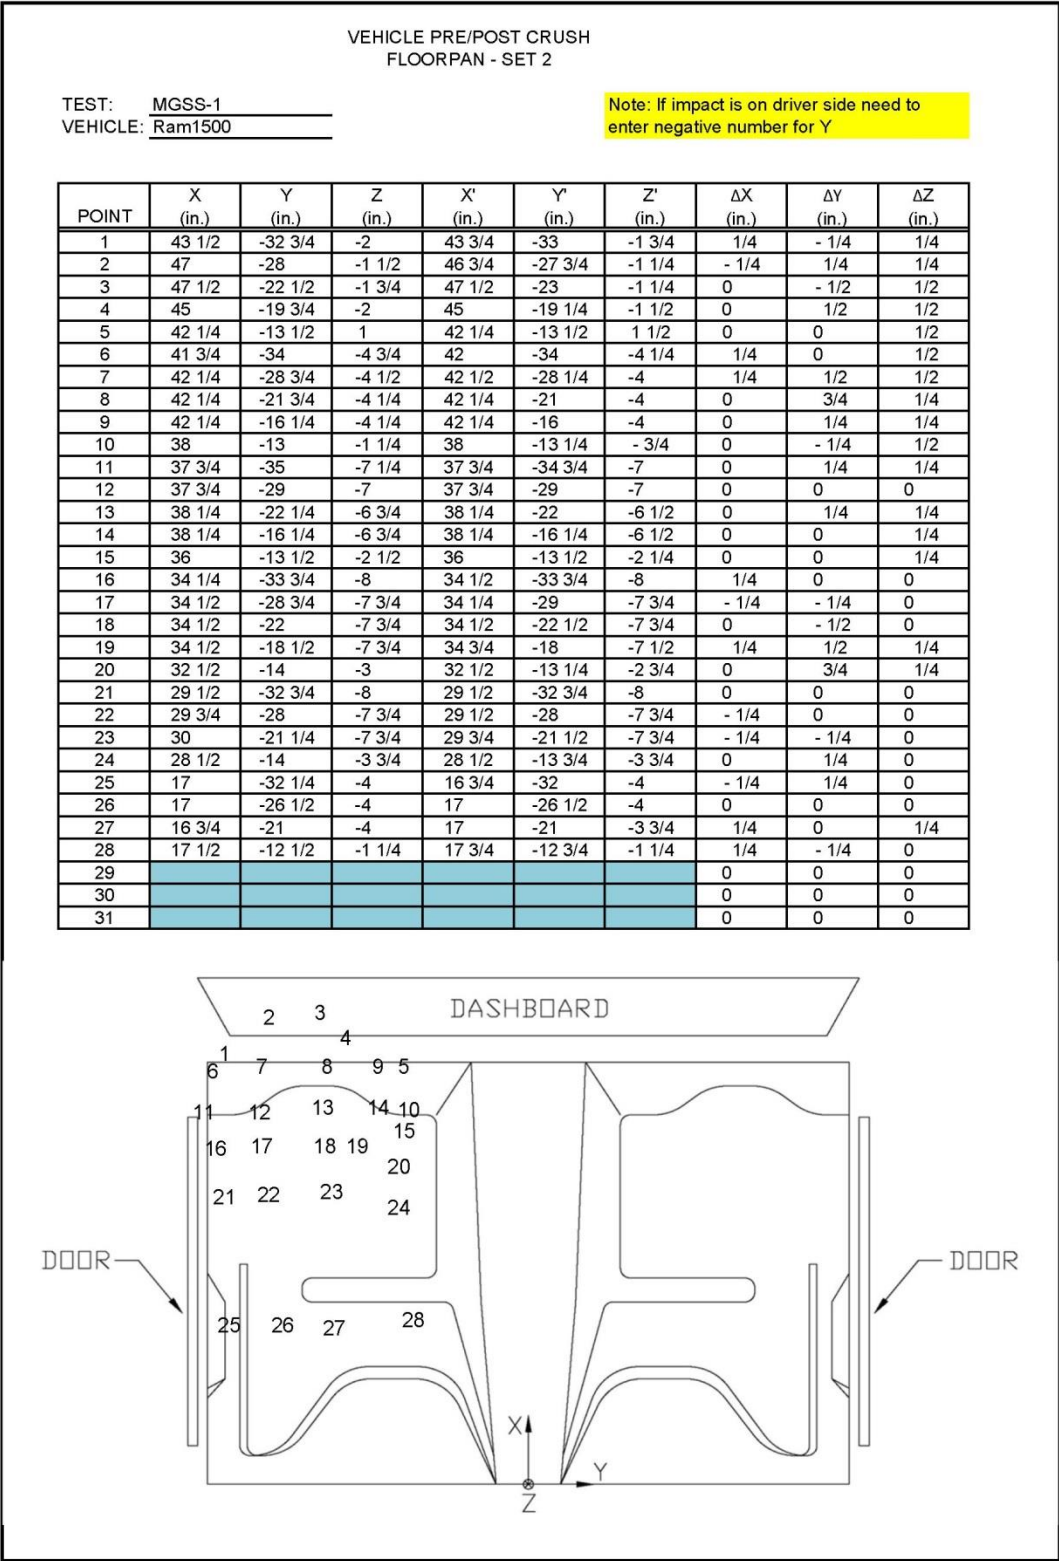 VEHICLE PRE/POST CRUSH
FLOORPAN - SET 2
TEST: MGSS-1
VEHICLE: Ram1500
Note: If impact is on driver side need to
enter negative number for Y
POINT X (in.) Y (in.) Z (in.) X' (in.) Y' (in.) Z' (in.) ΔX (in.) ΔY (in.) ΔZ (in.)
1 43 1/2 -32 3/4 -2 43 3/4 -33 -1 3/4 1/4 - 1/4 1/4
2 47 -28 -1 1/2 46 3/4 -27 3/4 -1 1/4 - 1/4 1/4 1/4
3 47 1/2 -22 1/2 -1 3/4 47 1/2 -23 -1 1/4 0 - 1/2 1/2
4 45 -19 3/4 -2 45 -19 1/4 -1 1/2 0 1/2 1/2
5 42 1/4 -13 1/2 1 42 1/4 -13 1/2 1 1/2 0 0 1/2
6 41 3/4 -34 -4 3/4 42 -34 -4 1/4 1/4 0 1/2
7 42 1/4 -28 3/4 -4 1/2 42 1/2 -28 1/4 -4 1/4 1/2 1/2
8 42 1/4 -21 3/4 -4 1/4 42 1/4 -21 -4 0 3/4 1/4
9 42 1/4 -16 1/4 -4 1/4 42 1/4 -16 -4 0 1/4 1/4
10 38 -13 -1 1/4 38 -13 1/4 - 3/4 0 - 1/4 1/2
11 37 3/4 -35 -7 1/4 37 3/4 -34 3/4 -7 0 1/4 1/4
12 37 3/4 -29 -7 37 3/4 -29 -7 0 0 0
13 38 1/4 -22 1/4 -6 3/4 38 1/4 -22 -6 1/2 0 1/4 1/4
14 38 1/4 -16 1/4 -6 3/4 38 1/4 -16 1/4 -6 1/2 0 0 1/4
15 36 -13 1/2 -2 1/2 36 -13 1/2 -2 1/4 0 0 1/4
16 34 1/4 -33 3/4 -8 34 1/2 -33 3/4 -8 1/4 0 0
17 34 1/2 -28 3/4 -7 3/4 34 1/4 -29 -7 3/4 - 1/4 - 1/4 0
18 34 1/2 -22 -7 3/4 34 1/2 -22 1/2 -7 3/4 0 - 1/2 0
19 34 1/2 -18 1/2 -7 3/4 34 3/4 -18 -7 1/2 1/4 1/2 1/4
20 32 1/2 -14 -3 32 1/2 -13 1/4 -2 3/4 0 3/4 1/4
21 29 1/2 -32 3/4 -8 29 1/2 -32 3/4 -8 0 0 0
22 29 3/4 -28 -7 3/4 29 1/2 -28 -7 3/4 - 1/4 0 0
23 30 -21 1/4 -7 3/4 29 3/4 -21 1/2 -7 3/4 - 1/4 - 1/4 0
24 28 1/2 -14 -3 3/4 28 1/2 -13 3/4 -3 3/4 0 1/4 0
25 17 -32 1/4 -4 16 3/4 -32 -4 - 1/4 1/4 0
26 17 -26 1/2 -4 17 -26 1/2 -4 0 0 0
27 16 3/4 -21 -4 17 -21 -3 3/4 1/4 0 1/4
28 17 1/2 -12 1/2 -1 1/4 17 3/4 -12 3/4 -1 1/4 1/4 - 1/4 0
29 0 0 0
30 0 0 0
31 0 0 0
DASHBOARD
2 3
4
1
6 7 8 9 5
11 12 13 14 10
15
16 17 18 19
20
21 22 23
24
DOOR DOOR
25 26 27 28
X
Y
Z